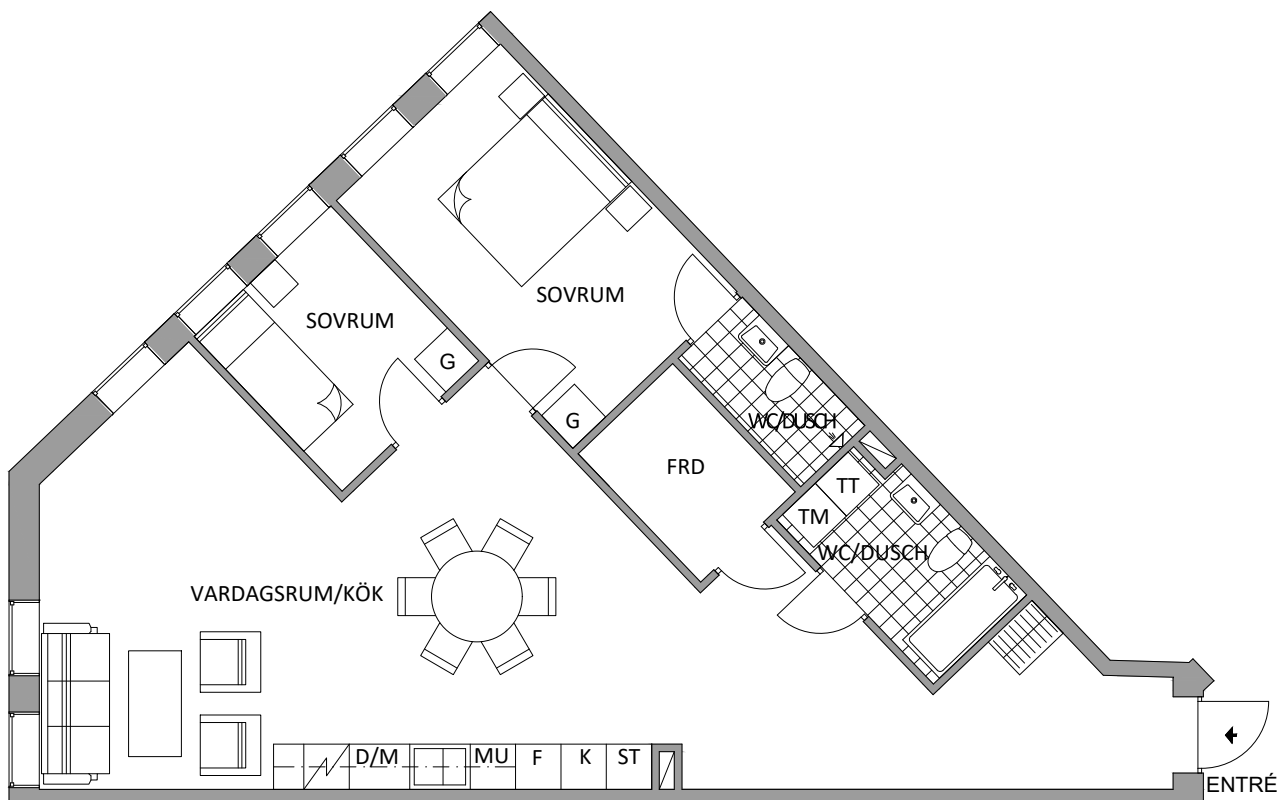 SOVRUM
SOVRUM
G
G
WC/DUSCH
FRD
TT
TM
WC/DUSCH
VARDAGSRUM/KÖK
D/M MU F K ST
ENTRÉ